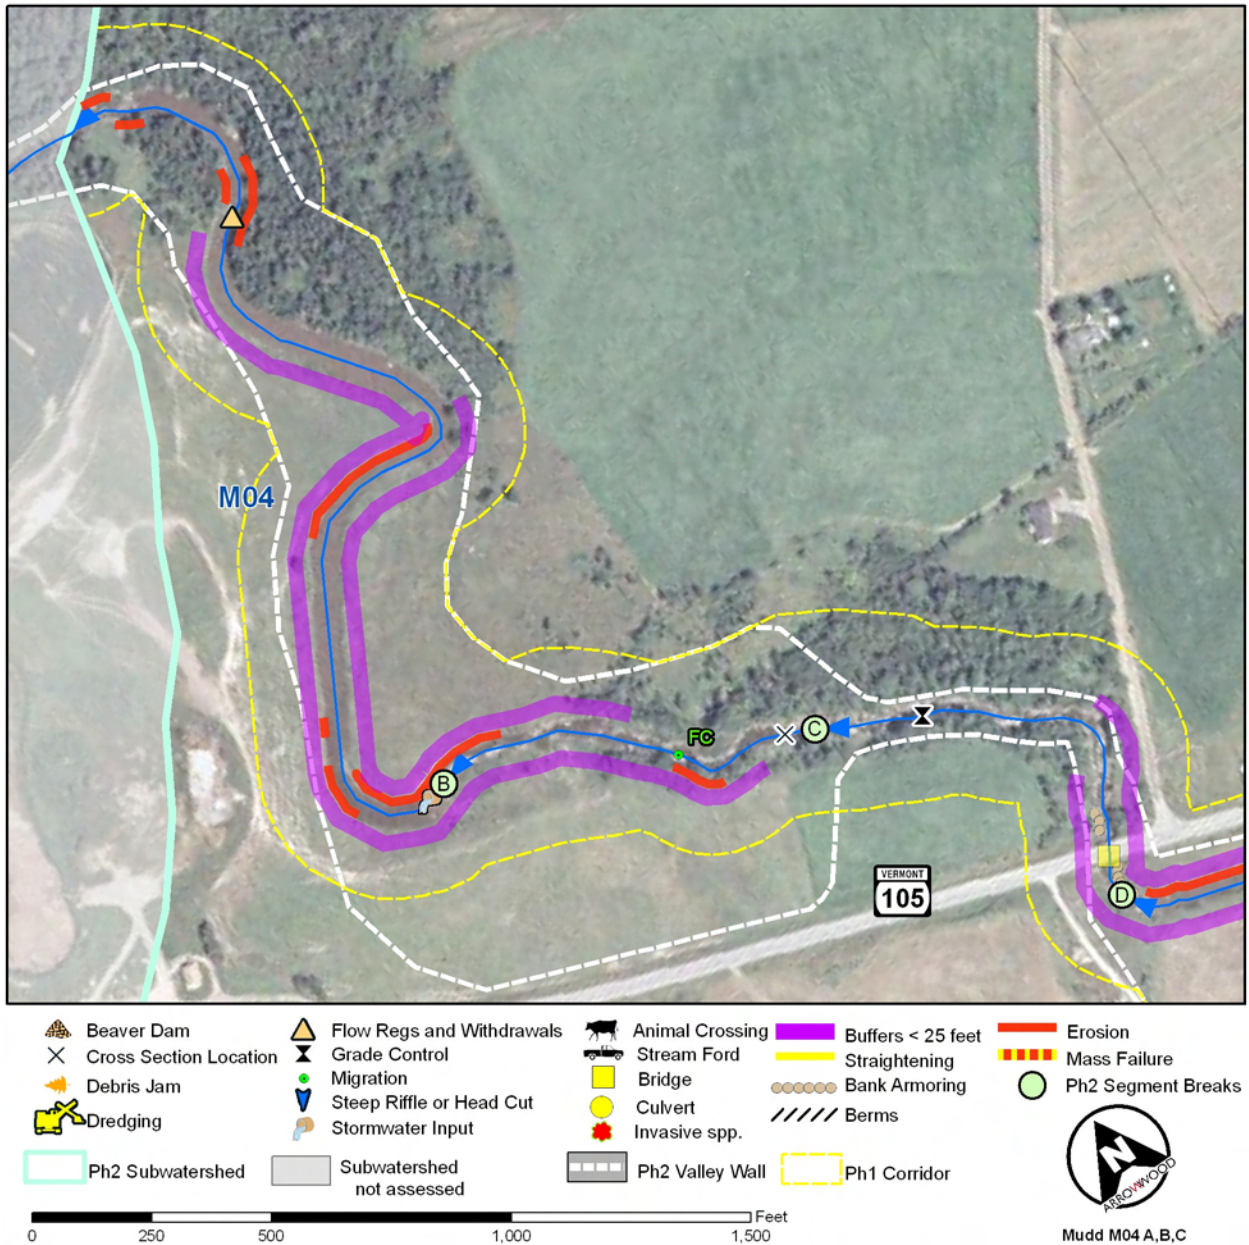 M04
FC
C
B
VERMONT
105
D
Beaver Dam
Cross Section Location
Debris Jam
Dredging
Flow Regs and Withdrawals
Grade Control
Migration
Steep Riffle or Head Cut
Stormwater Input
Animal Crossing
Stream Ford
Bridge
Culvert
Invasive spp.
Buffers < 25 feet
Straightening
Bank Armoring
Berms
Erosion
Mass Failure
Ph2 Segment Breaks
Ph2 Subwatershed
Subwatershed
not assessed
Ph2 Valley Wall
Ph1 Corridor
N
ARROWWOOD
Feet
0 250 500 1,000 1,500
Mudd M04 A,B,C